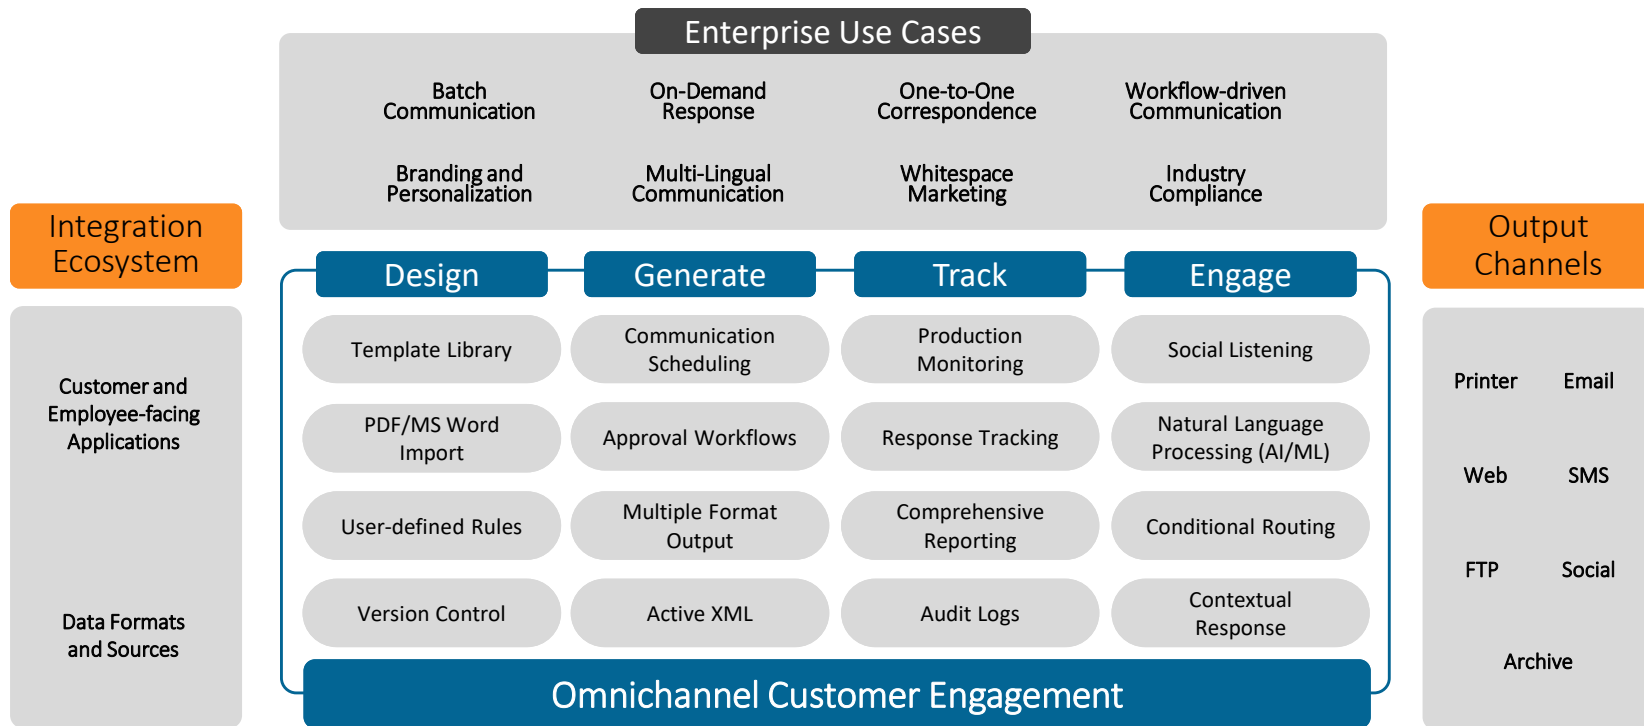 Enterprise Use Cases
Batch
Communication
On-Demand
Response
One-to-One
Correspondence
Workflow-driven
Communication
Branding and
Personalization
Multi-Lingual
Communication
Whitespace
Marketing
Industry
Compliance
Integration
Ecosystem
Customer and
Employee-facing
Applications
Data Formats
and Sources
Design
Template Library
PDF/MS Word
Import
User-defined Rules
Version Control
Generate
Communication
Scheduling
Approval Workflows
Multiple Format
Output
Active XML
Track
Production
Monitoring
Response Tracking
Comprehensive
Reporting
Audit Logs
Engage
Social Listening
Natural Language
Processing (AI/ML)
Conditional Routing
Contextual
Response
Omnichannel Customer Engagement
Output
Channels
Printer
Email
Web
SMS
FTP
Social
Archive